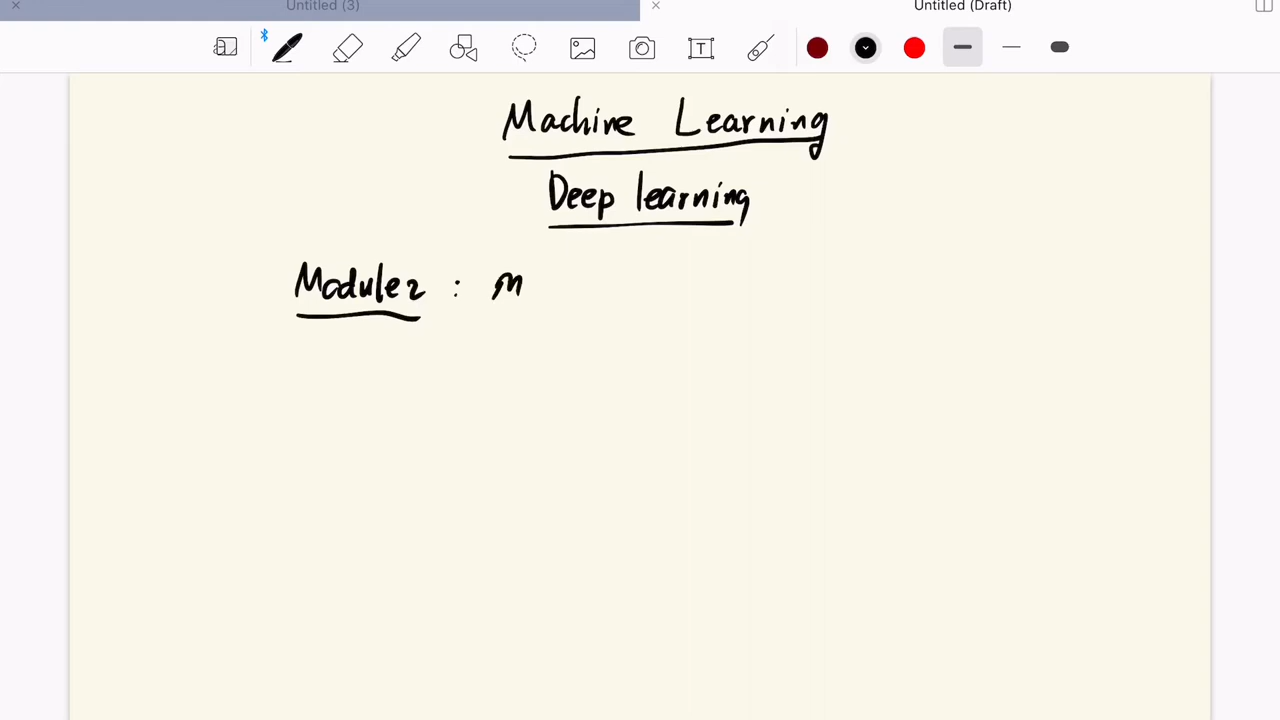 Untitled (3)
Untitled (Draft)
T
Machine Learning
Deep learning
Module 2 : M